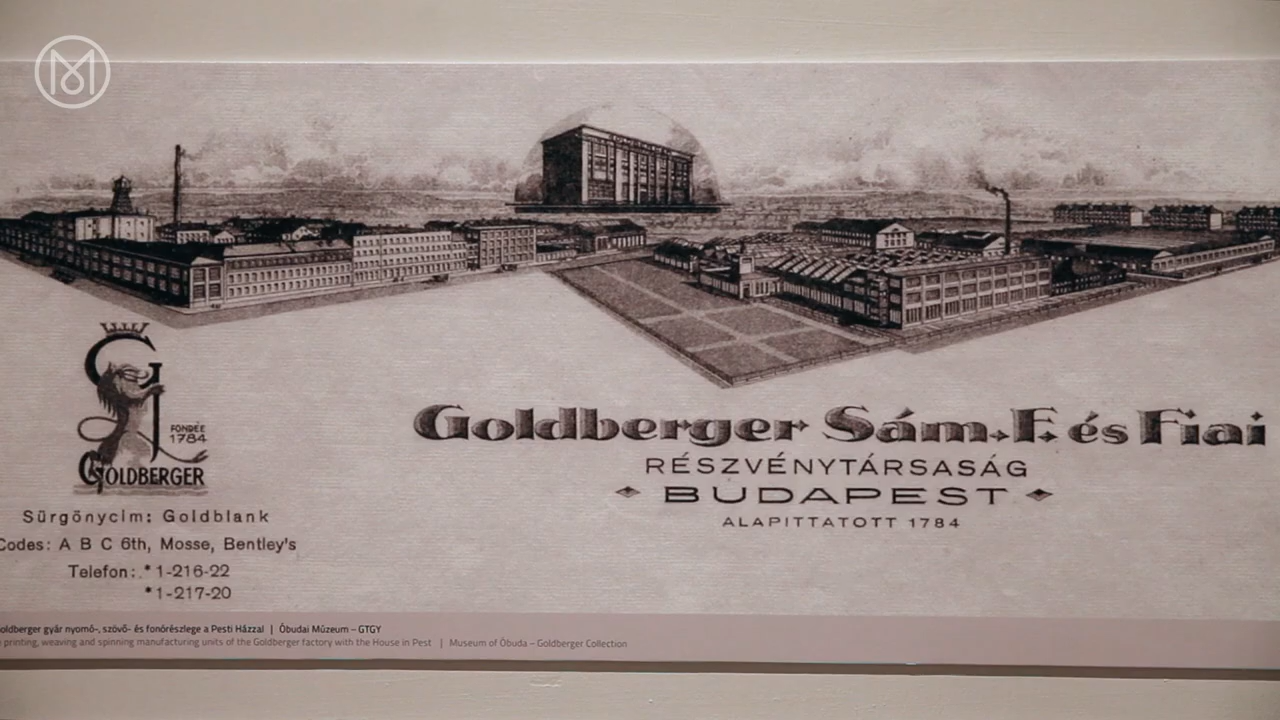 FONDÉE
1784
GOLDBERGER
Sürgönycim: Goldblank
Codes: A B C 6th, Mosse, Bentley's
Telefon: * 1-216-22
* 1-217-20
Goldberger Sám. F. és Fiai
RÉSZVÉNYTÁRSASÁG
BUDAPEST
ALAPITTATOTT 1784
oldberger gyár nyomó-, szövő- és fonórészlege a Pesti Házzal | Óbudai Múzeum – GTGY
printing, weaving and spinning manufacturing units of the Goldberger factory with the House in Pest | Museum of Óbuda – Goldberger Collection